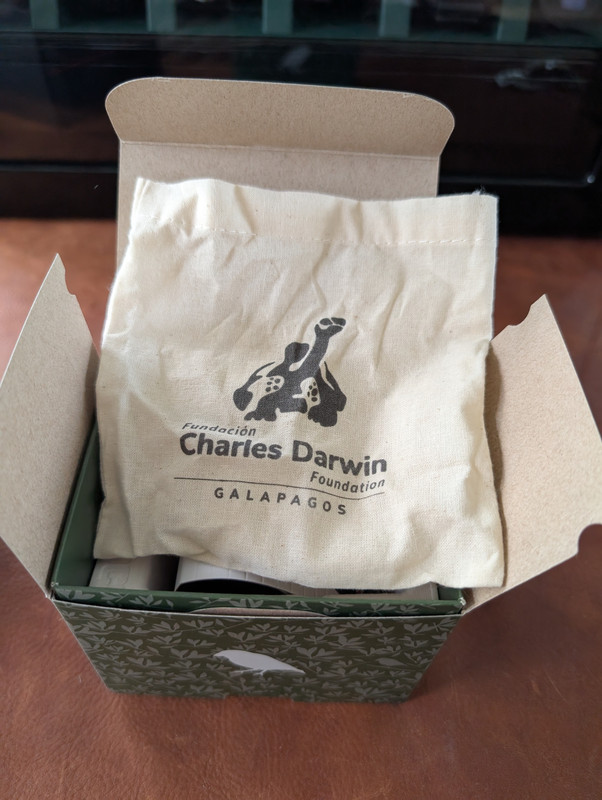 Fundación
Charles Darwin
Foundation
GALAPAGOS